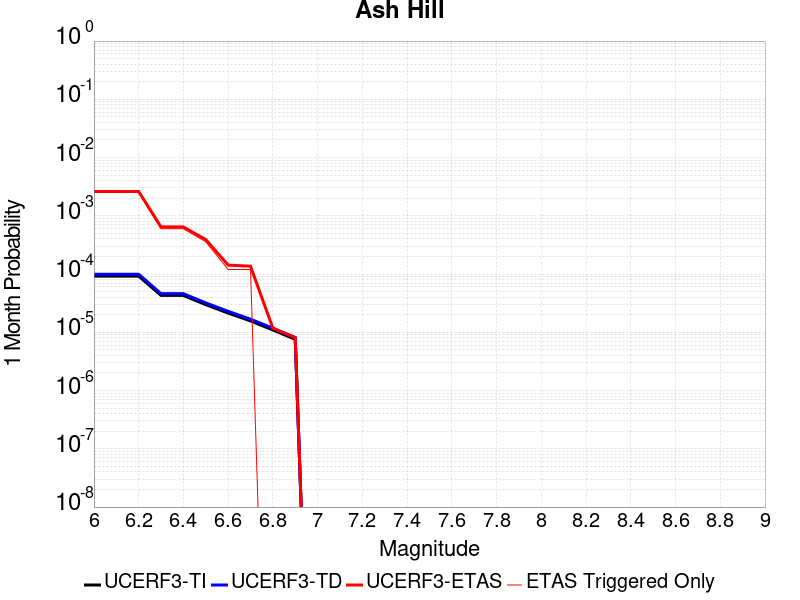 Ash Hill
10^0
10^-1
10^-2
10^-3
10^-4
10^-5
10^-6
10^-7
10^-8
1 Month Probability
6 6.2 6.4 6.6 6.8 7 7.2 7.4 7.6 7.8 8 8.2 8.4 8.6 8.8 9
Magnitude
UCERF3-TI UCERF3-TD UCERF3-ETAS ETAS Triggered Only